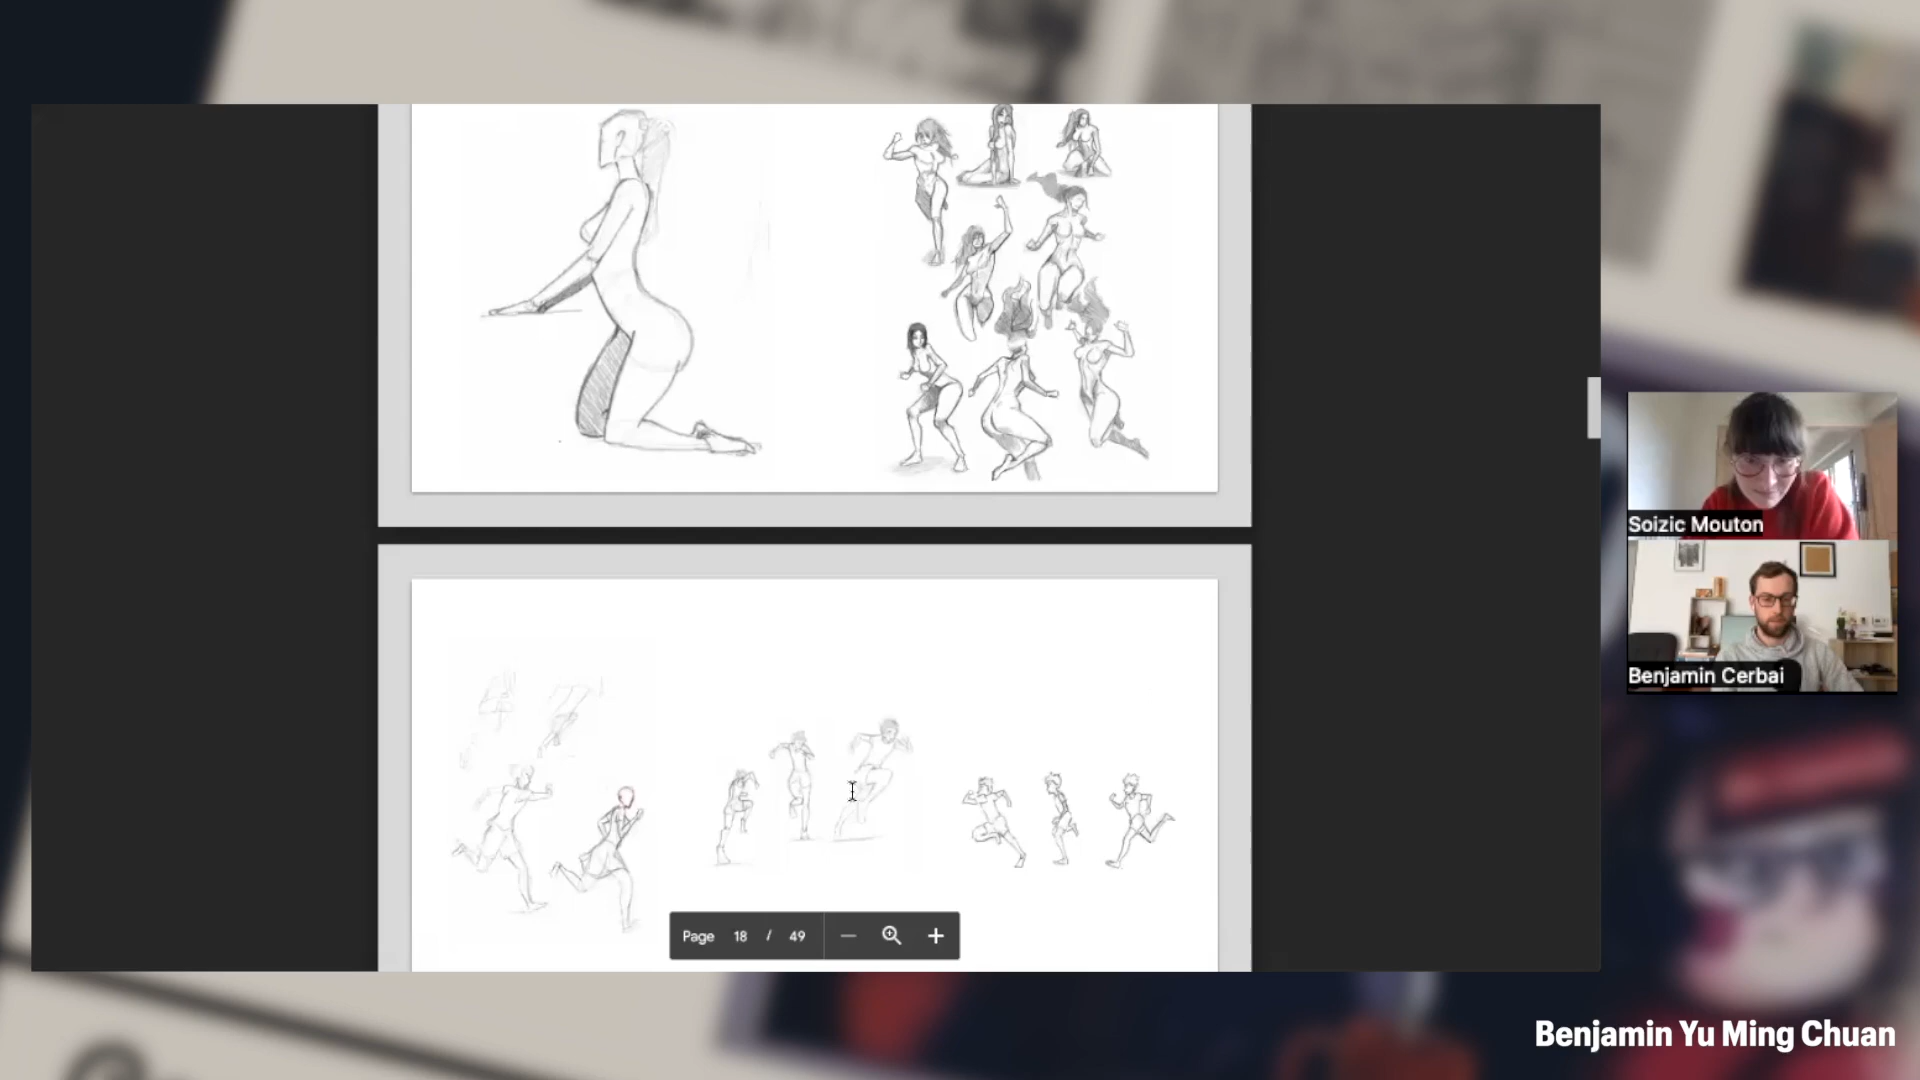 Soizic Mouton
Benjamin Cerbai
Page 18 / 49
Benjamin Yu Ming Chuan